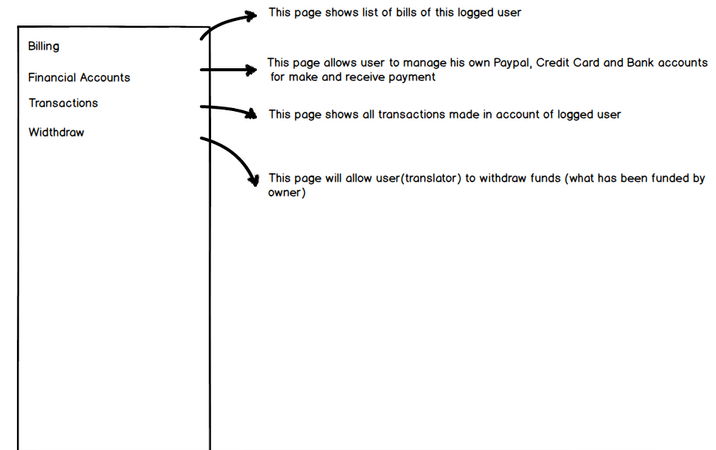 This page shows list of bills of this logged user
Billing
This page allows user to manage his own Paypal, Credit Card and Bank accounts
for make and receive payment
Financial Accounts
Transactions
This page shows all transactions made in account of logged user
Widthdraw
This page will allow user(translator) to withdraw funds (what has been funded by
owner)